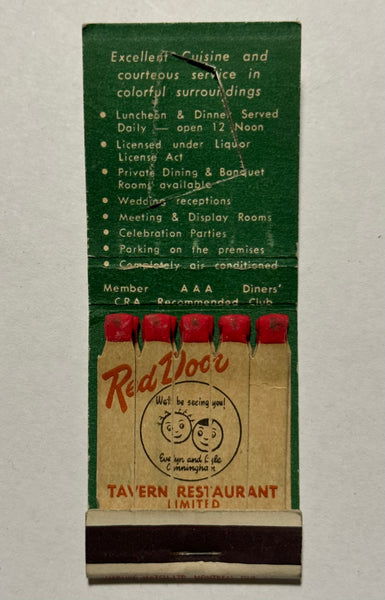 Excellent Cuisine and
courteous service in
colorful surroundings
• Luncheon & Dinner Served
Daily — open 12 Noon
• Licensed under Liquor
License Act
• Private Dining & Banquet
Rooms available
• Wedding receptions
• Meeting & Display Rooms
• Celebration Parties
• Parking on the premises
• Completely air conditioned
Member AAA Diners'
CRA Recommended Club
Red Door
We'll be seeing you!
Evelyn and
Cunningham
TAVERN RESTAURANT
LIMITED
MATCH LTD. MONTREAL